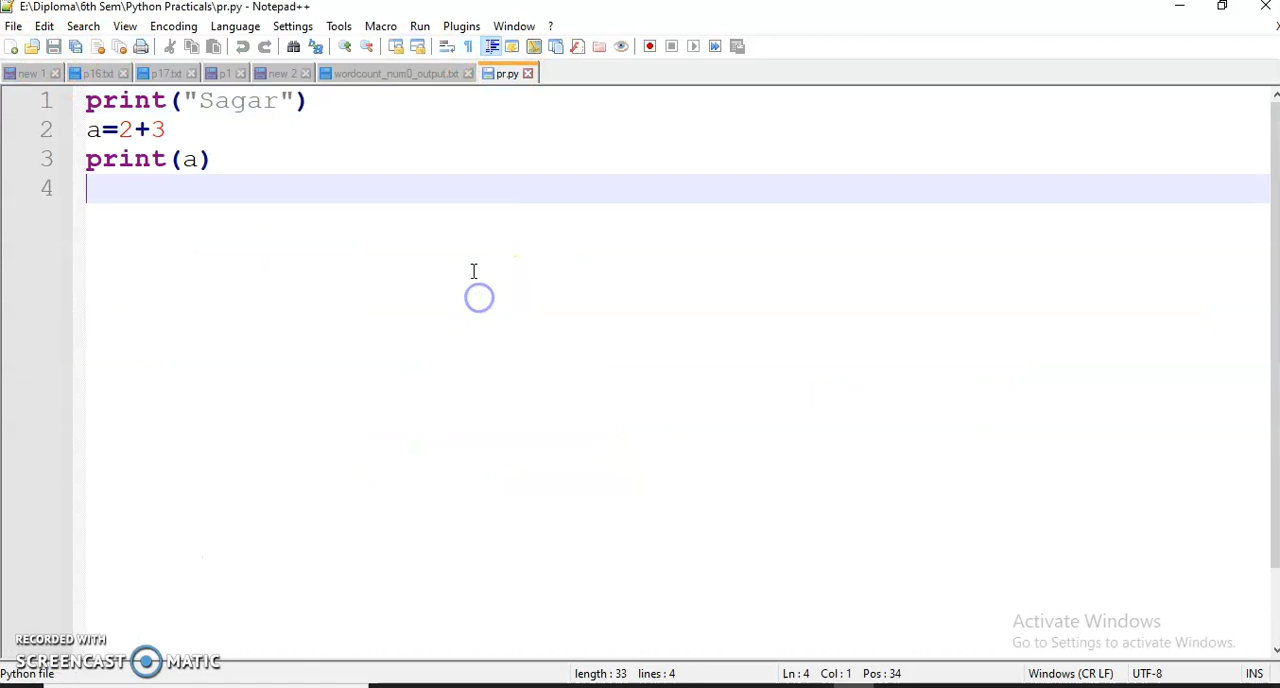 E:\Diploma\6th Sem\Python Practicals\pr.py - Notepad++
File Edit Search View Encoding Language Settings Tools Macro Run Plugins Window ?
new 1 p16.txt p17.txt p1 new 2 wordcount_num0_output.txt pr.py
1 print("Sagar")
2 a=2+3
3 print(a)
4
Activate Windows
Go to Settings to activate Windows.
RECORDED WITH
SCREENCAST MATIC
Python file length : 33 lines : 4 Ln : 4 Col : 1 Pos : 34 Windows (CR LF) UTF-8 INS